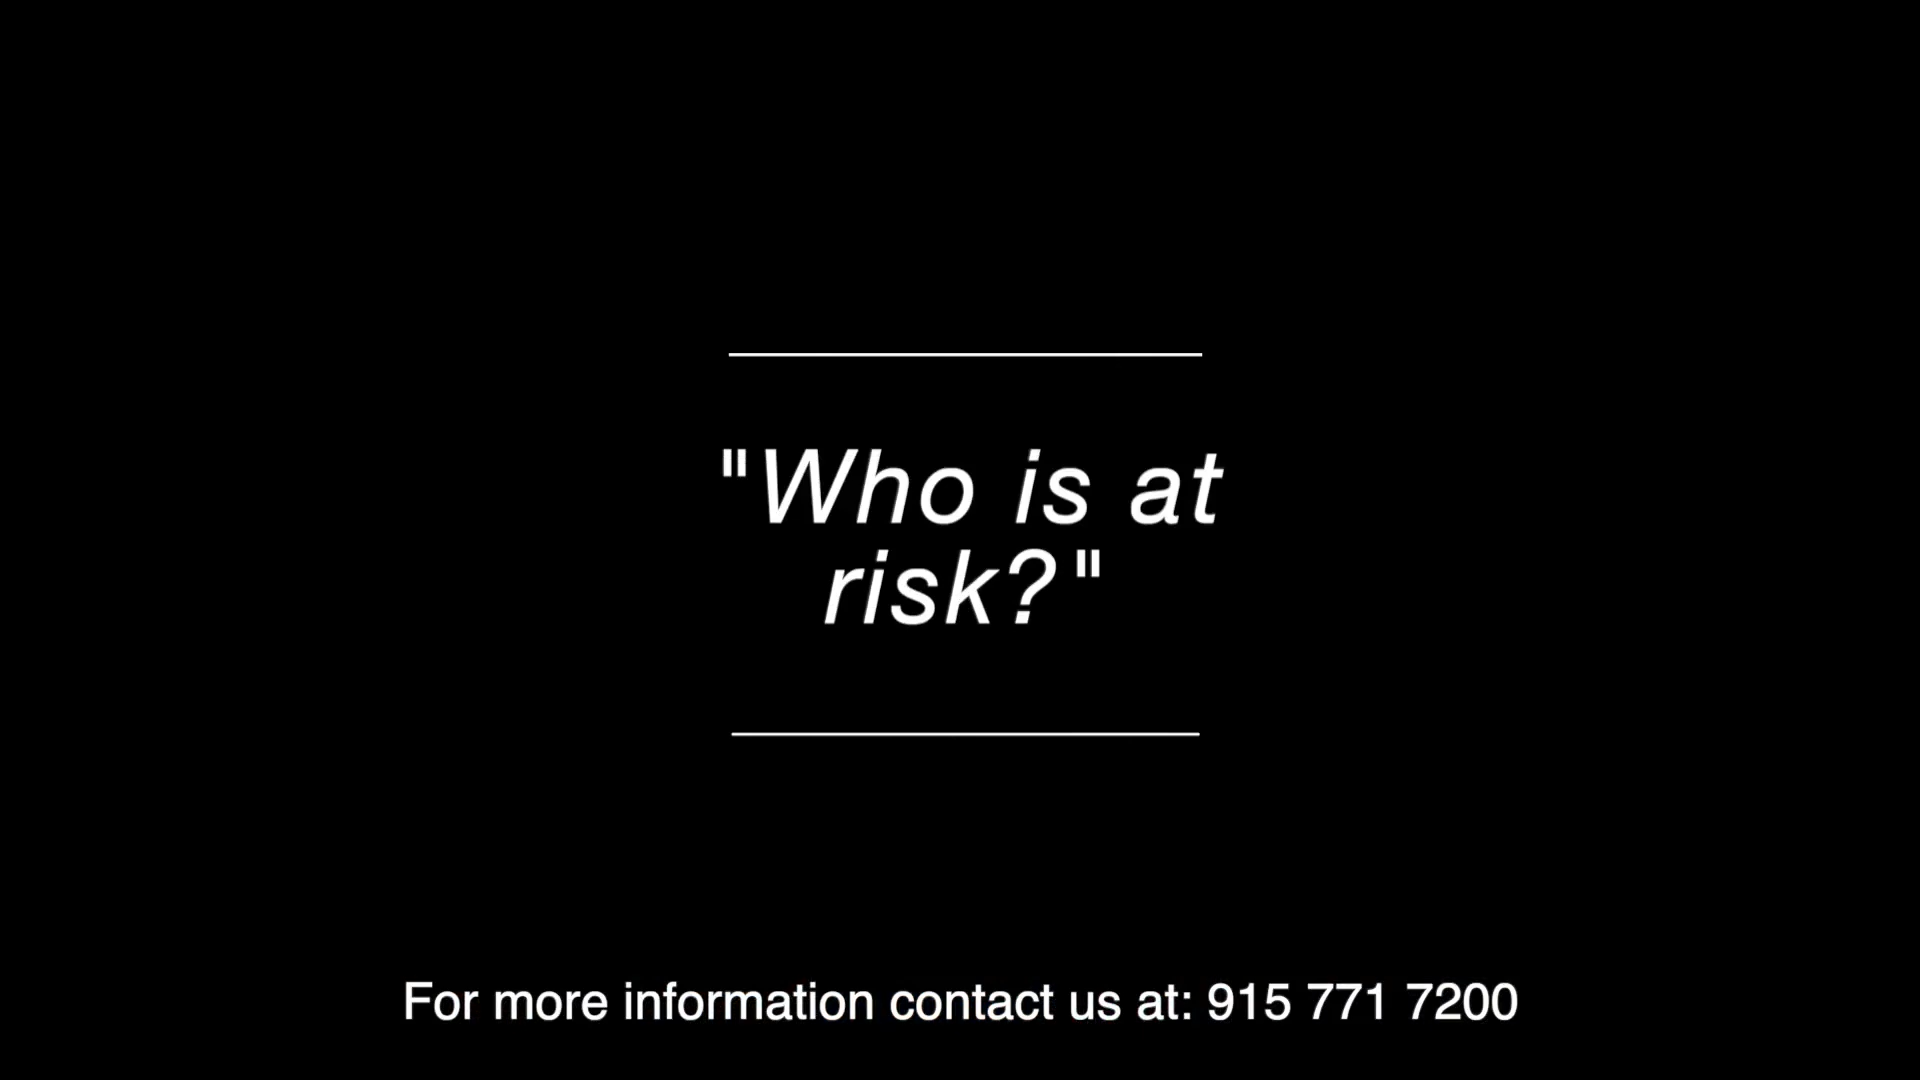 "Who is at
risk?"
For more information contact us at: 915 771 7200